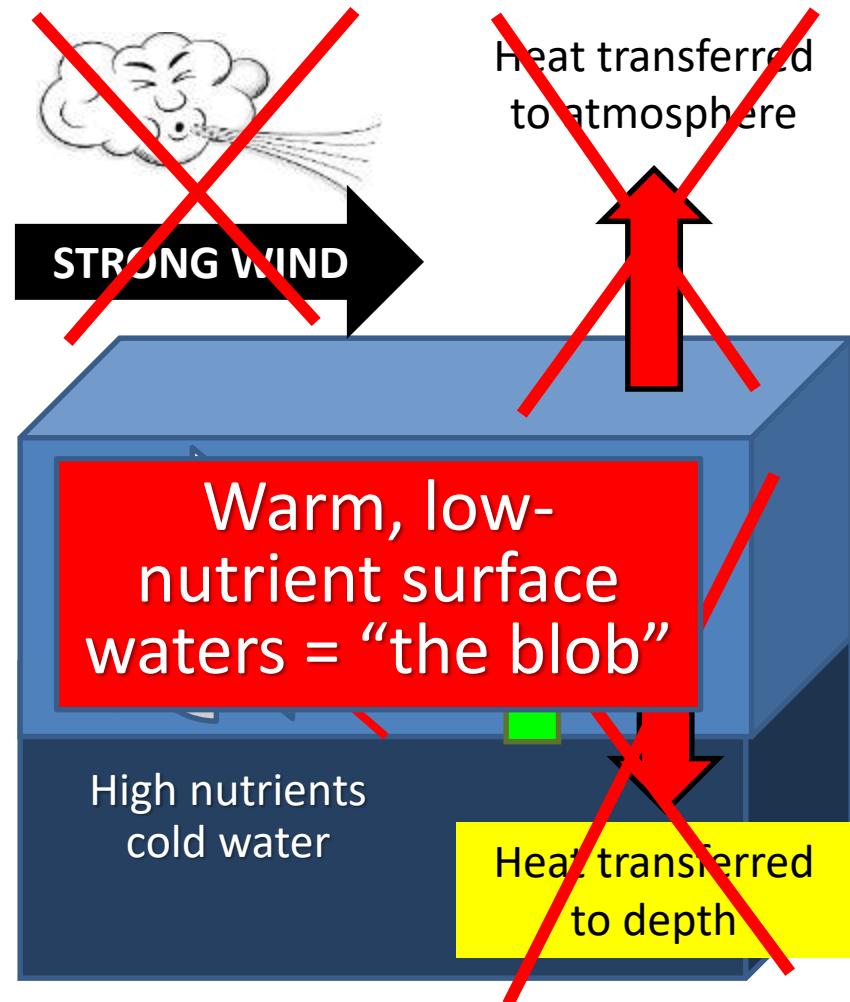 Heat transferred
to atmosphere
STRONG WIND
Warm, low-
nutrient surface
waters = “the blob”
High nutrients
cold water
Heat transferred
to depth